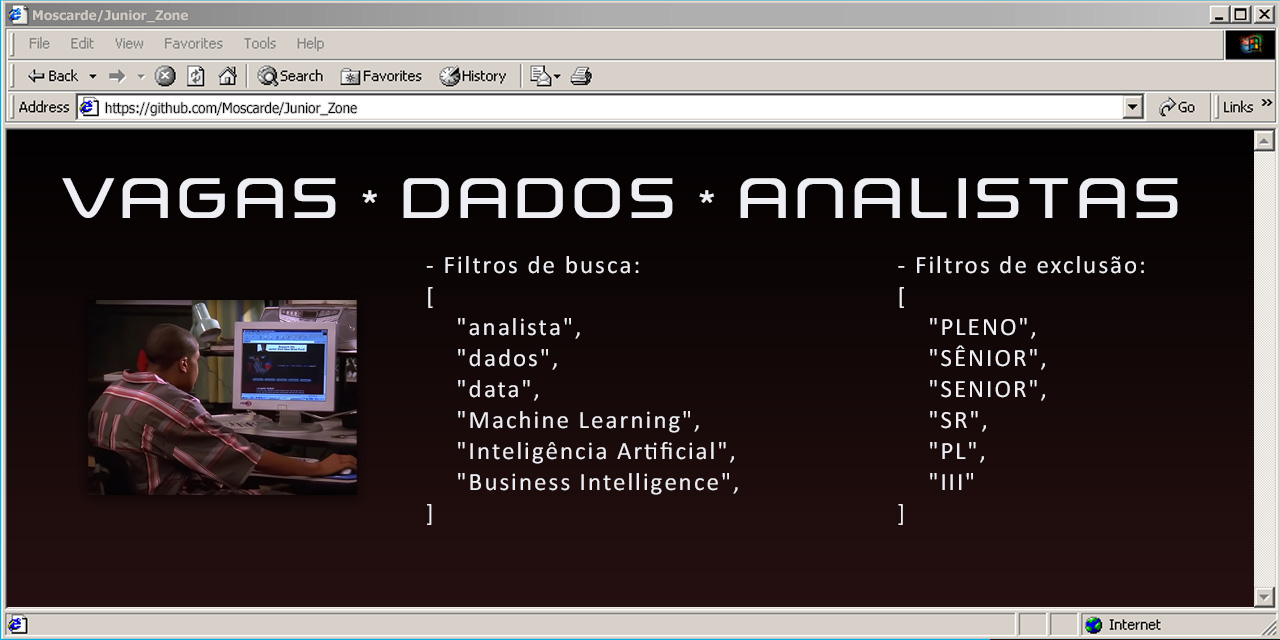 Moscarde/Junior_Zone
File Edit View Favorites Tools Help
Back Search Favorites History
Address https://github.com/Moscarde/Junior_Zone Go Links »
VAGAS * DADOS * ANALISTAS
- Filtros de busca:
[
"analista",
"dados",
"data",
"Machine Learning",
"Inteligência Artificial",
"Business Intelligence",
]
- Filtros de exclusão:
[
"PLENO",
"SÊNIOR",
"SENIOR",
"SR",
"PL",
"III"
]
Internet